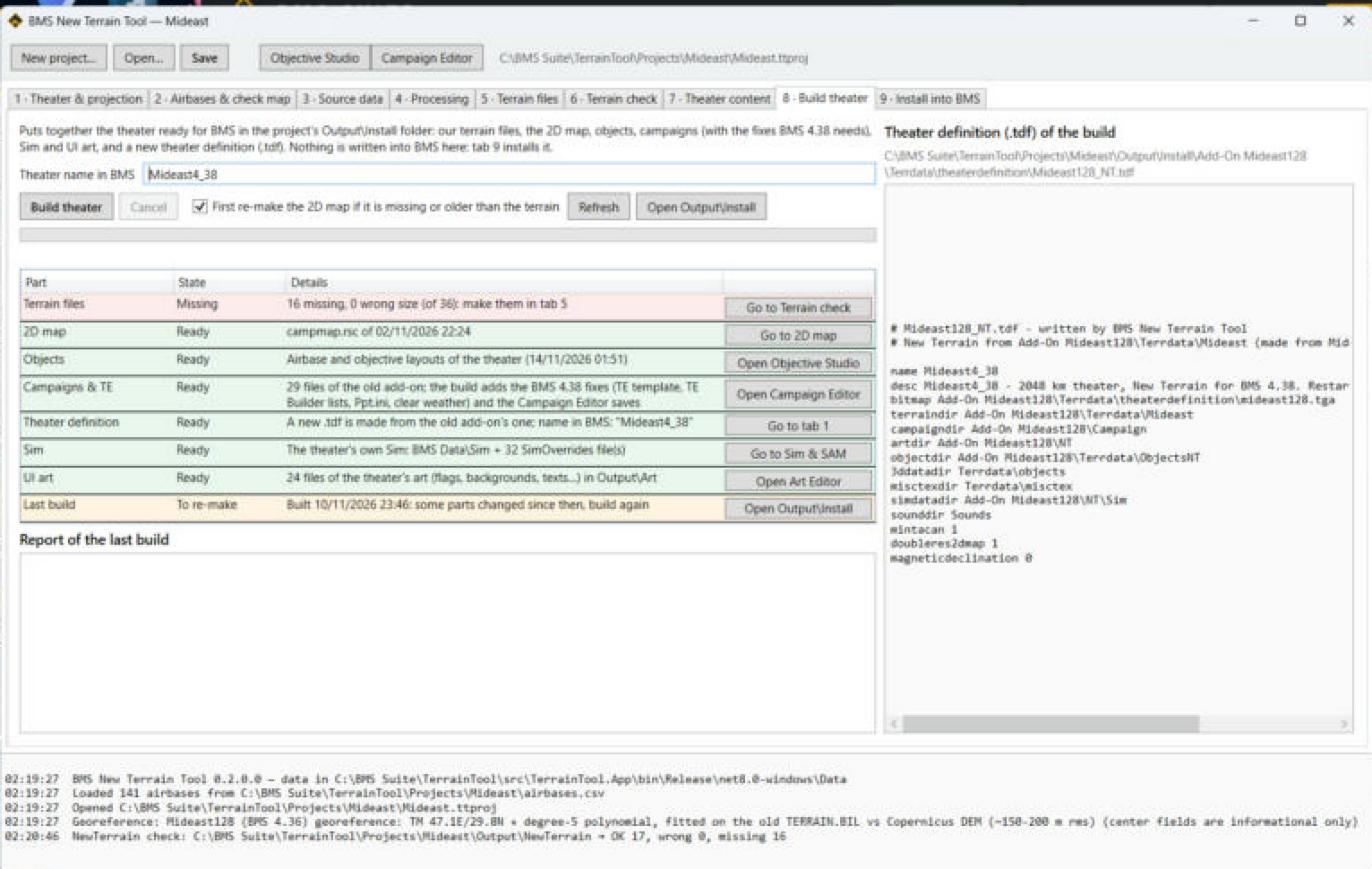 BMS New Terrain Tool — Mideast
New project... Open... Save Objective Studio Campaign Editor C:\BMS Suite\TerrainTool\Projects\Mideast\Mideast.ttproj
1 · Theater & projection 2 · Airbases & check map 3 · Source data 4 · Processing 5 · Terrain files 6 · Terrain check 7 · Theater content 8 · Build theater 9 · Install into BMS
Puts together the theater ready for BMS in the project's Output\Install folder: our terrain files, the 2D map, objects, campaigns (with the fixes BMS 4.38 needs),
Sim and UI art, and a new theater definition (.tdf). Nothing is written into BMS here: tab 9 installs it.
Theater name in BMS Mideast4_38
Build theater Cancel First re-make the 2D map if it is missing or older than the terrain Refresh Open Output\Install
Part State Details
Terrain files Missing 16 missing, 0 wrong size (of 36): make them in tab 5 Go to Terrain check
2D map Ready campmap.rsc of 02/11/2026 22:24 Go to 2D map
Objects Ready Airbase and objective layouts of the theater (14/11/2026 01:51) Open Objective Studio
Campaigns & TE Ready 29 files of the old add-on; the build adds the BMS 4.38 fixes (TE template, TE
Builder lists, Ppt.ini, clear weather) and the Campaign Editor saves Open Campaign Editor
Theater definition Ready A new .tdf is made from the old add-on's one; name in BMS: "Mideast4_38" Go to tab 1
Sim Ready The theater's own Sim: BMS Data\Sim + 32 SimOverrides file(s) Go to Sim & SAM
UI art Ready 24 files of the theater's art (flags, backgrounds, texts...) in Output\Art Open Art Editor
Last build To re-make Built 10/11/2026 23:46: some parts changed since then, build again Open Output\Install
Report of the last build
Theater definition (.tdf) of the build
C:\BMS Suite\TerrainTool\Projects\Mideast\Output\Install\Add-On Mideast128
\Terrdata\theaterdefinition\Mideast128_NT.tdf
# Mideast128_NT.tdf - written by BMS New Terrain Tool
# New Terrain from Add-On Mideast128\Terrdata\Mideast (made from Mid
name Mideast4_38
desc Mideast4_38 - 2048 km theater, New Terrain for BMS 4.38. Restar
bitmap Add-On Mideast128\Terrdata\theaterdefinition\mideast128.tga
terraindir Add-On Mideast128\Terrdata\Mideast
campaigndir Add-On Mideast128\Campaign
artdir Add-On Mideast128\NT
objectdir Add-On Mideast128\Terrdata\ObjectsNT
3ddatadir Terrdata\objects
misctexdir Terrdata\misctex
simdatadir Add-On Mideast128\NT\Sim
sounddir Sounds
mintacan 1
doubleres2dmap 1
magneticdeclination 0
02:19:27 BMS New Terrain Tool 0.2.0.0 — data in C:\BMS Suite\TerrainTool\src\TerrainTool.App\bin\Release\net8.0-windows\Data
02:19:27 Loaded 141 airbases from C:\BMS Suite\TerrainTool\Projects\Mideast\airbases.csv
02:19:27 Opened C:\BMS Suite\TerrainTool\Projects\Mideast\Mideast.ttproj
02:19:27 Georeference: Mideast128 (BMS 4.36) georeference: TM 47.1E/29.8N + degree-5 polynomial, fitted on the old TERRAIN.BIL vs Copernicus DEM (~150-200 m rms) (center fields are informational only)
02:20:46 NewTerrain check: C:\BMS Suite\TerrainTool\Projects\Mideast\Output\NewTerrain → OK 17, wrong 0, missing 16